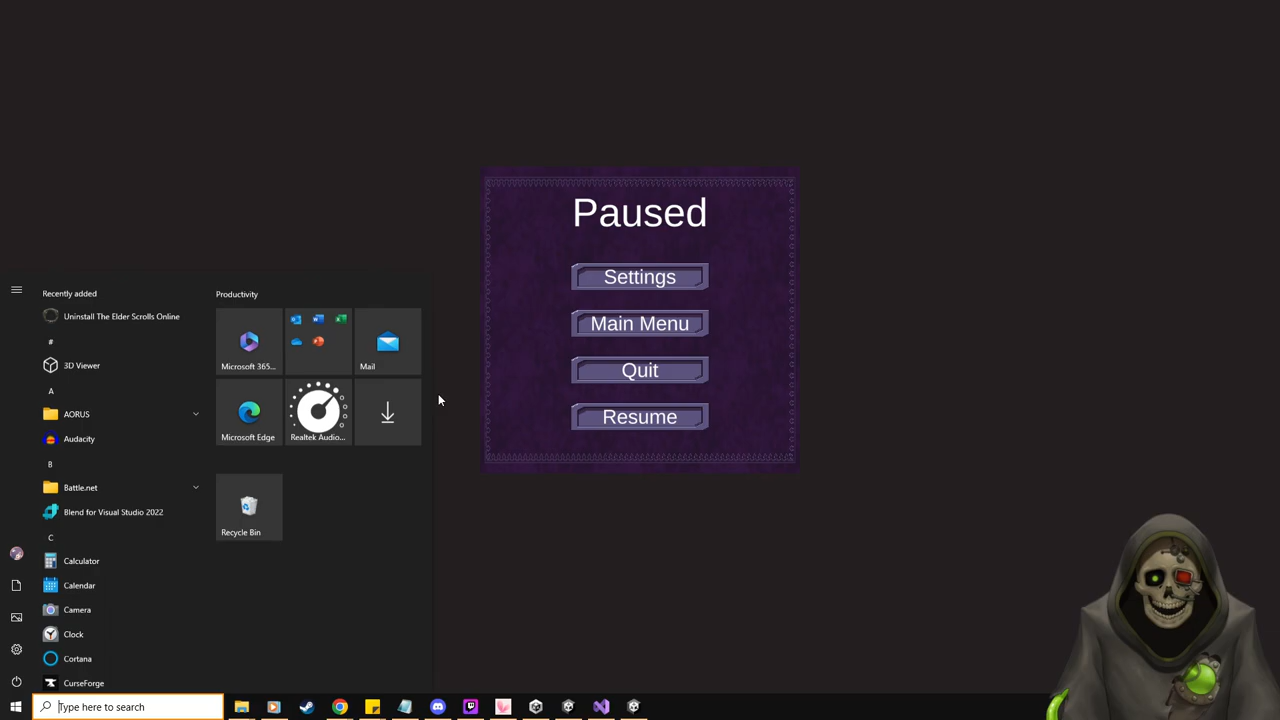 Paused
Settings
Main Menu
Quit
Resume
Recently added
Uninstall The Elder Scrolls Online
#
3D Viewer
A
AORUS
Audacity
B
Battle.net
Blend for Visual Studio 2022
C
Calculator
Calendar
Camera
Clock
Cortana
CurseForge
Productivity
Microsoft 365...
Mail
Microsoft Edge
Realtek Audio...
Recycle Bin
Type here to search